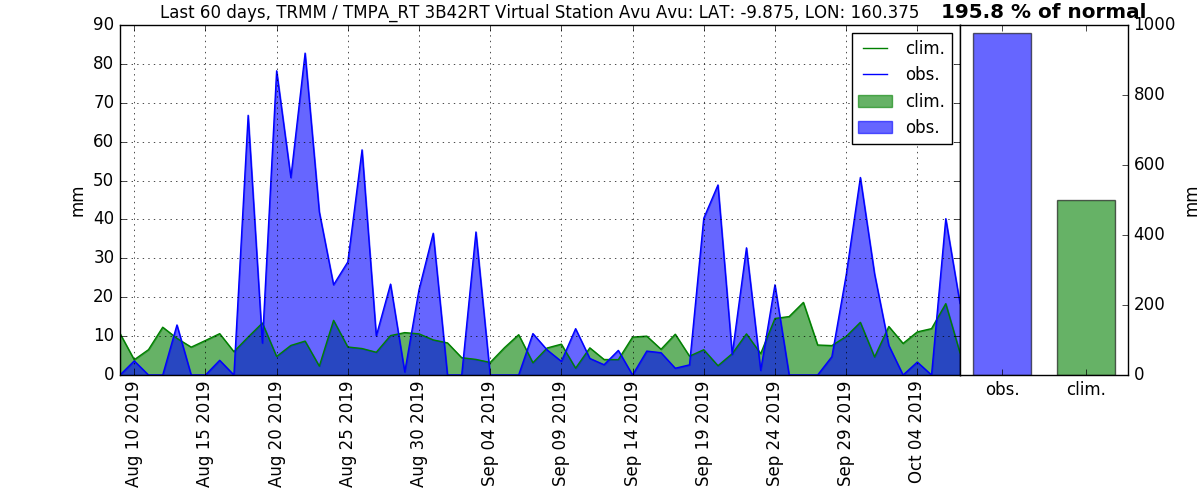 Last 60 days, TRMM / TMPA_RT 3B42RT Virtual Station Avu Avu: LAT: -9.875, LON: 160.375
195.8 % of normal
90
80
70
60
50
40
30
20
10
0
mm
clim.
obs.
clim.
obs.
1000
800
600
400
200
0
mm
obs.
clim.
Aug 10 2019
Aug 15 2019
Aug 20 2019
Aug 25 2019
Aug 30 2019
Sep 04 2019
Sep 09 2019
Sep 14 2019
Sep 19 2019
Sep 24 2019
Sep 29 2019
Oct 04 2019